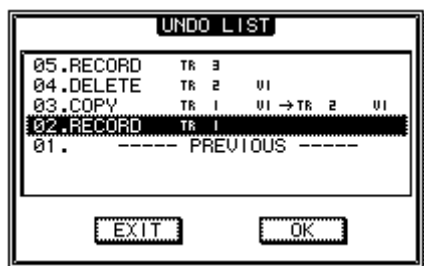 UNDO LIST
05.RECORD TR 3
04.DELETE TR 2 V1
03.COPY TR 1 V1→TR 2 V1
02.RECORD TR 1
01. ----- PREVIOUS -----
EXIT OK